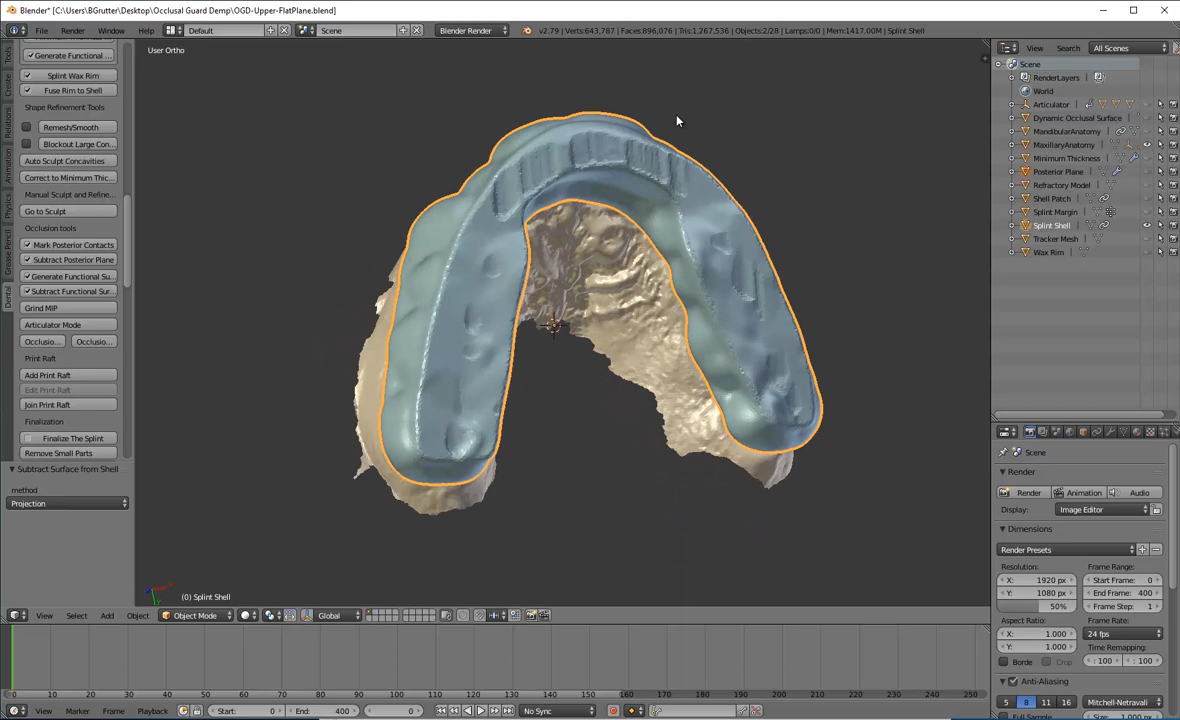 Blender* [C:\Users\BGrutter\Desktop\Occlusal Guard Demp\OGD-Upper-FlatPlane.blend]
File Render Window Help Default Scene Blender Render v2.79 | Verts:643,787 | Faces:896,076 | Tris:1,267,536 | Objects:2/28 | Lamps:0/0 | Mem:1417.00M | Splint Shell
Tools
Create
Relations
Animation
Physics
Grease Pencil
Dental
Generate Functional ...
Splint Wax Rim
Fuse Rim to Shell
Shape Refinement Tools
Remesh/Smooth
Blockout Large Con...
Auto Sculpt Concavities
Correct to Minimum Thic...
Manual Sculpt and Refine...
Go to Sculpt
Occlusion tools
Mark Posterior Contacts
Subtract Posterior Plane
Generate Functional Su...
Subtract Functional Sur...
Grind MIP
Articulator Mode
Occlusio... Occlusio...
Print Raft
Add Print Raft
Edit Print Raft
Join Print Raft
Finalization
Finalize The Splint
Remove Small Parts
Subtract Surface from Shell
method
Projection
User Ortho
(0) Splint Shell
View Select Add Object Object Mode Global
0 10 20 30 40 50 60 70 80 90 100 110 120 130 140 150 160 170 180 190 200 210 220 230 240 250
View Marker Frame Playback Start: 0 End: 400 0 No Sync
View Search All Scenes
Scene
RenderLayers
World
Articulator
Dynamic Occlusal Surface
MandibularAnatomy
MaxillaryAnatomy
Minimum Thickness
Posterior Plane
Refractory Model
Shell Patch
Splint Margin
Splint Shell
Tracker Mesh
Wax Rim
Scene
Render
Render Animation Audio
Display: Image Editor
Dimensions
Render Presets
Resolution: Frame Range:
X: 1920 px Start Frame: 0
Y: 1080 px End Frame: 400
50% Frame Step: 1
Aspect Ratio: Frame Rate:
X: 1.000 24 fps
Y: 1.000 Time Remapping:
Borde Crop : 100 : 100
Anti-Aliasing
5 8 11 16 Mitchell-Netravali